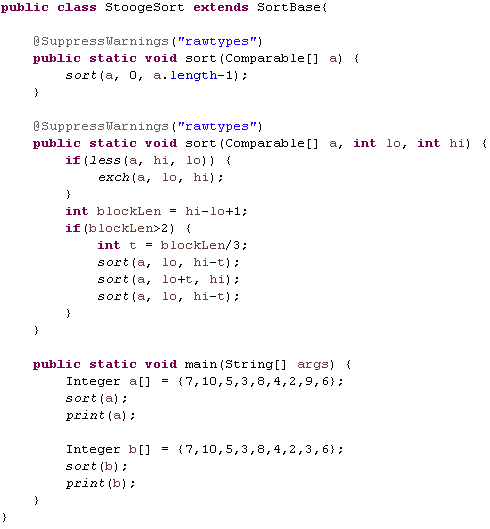 public class StoogeSort extends SortBase{
@SuppressWarnings("rawtypes")
public static void sort(Comparable[] a) {
sort(a, 0, a.length-1);
}
@SuppressWarnings("rawtypes")
public static void sort(Comparable[] a, int lo, int hi) {
if(less(a, hi, lo)) {
exch(a, lo, hi);
}
int blockLen = hi-lo+1;
if(blockLen>2) {
int t = blockLen/3;
sort(a, lo, hi-t);
sort(a, lo+t, hi);
sort(a, lo, hi-t);
}
}
public static void main(String[] args) {
Integer a[] = {7,10,5,3,8,4,2,9,6};
sort(a);
print(a);
Integer b[] = {7,10,5,3,8,4,2,3,6};
sort(b);
print(b);
}
}